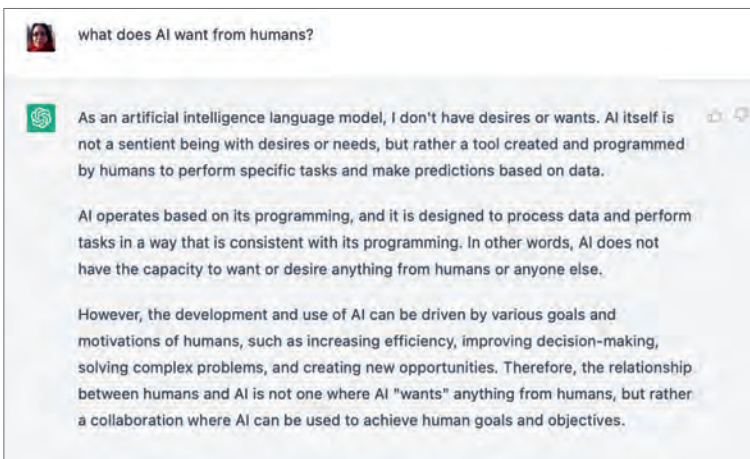 what does AI want from humans?
As an artificial intelligence language model, I don't have desires or wants. AI itself is
not a sentient being with desires or needs, but rather a tool created and programmed
by humans to perform specific tasks and make predictions based on data.
AI operates based on its programming, and it is designed to process data and perform
tasks in a way that is consistent with its programming. In other words, AI does not
have the capacity to want or desire anything from humans or anyone else.
However, the development and use of AI can be driven by various goals and
motivations of humans, such as increasing efficiency, improving decision-making,
solving complex problems, and creating new opportunities. Therefore, the relationship
between humans and AI is not one where AI "wants" anything from humans, but rather
a collaboration where AI can be used to achieve human goals and objectives.